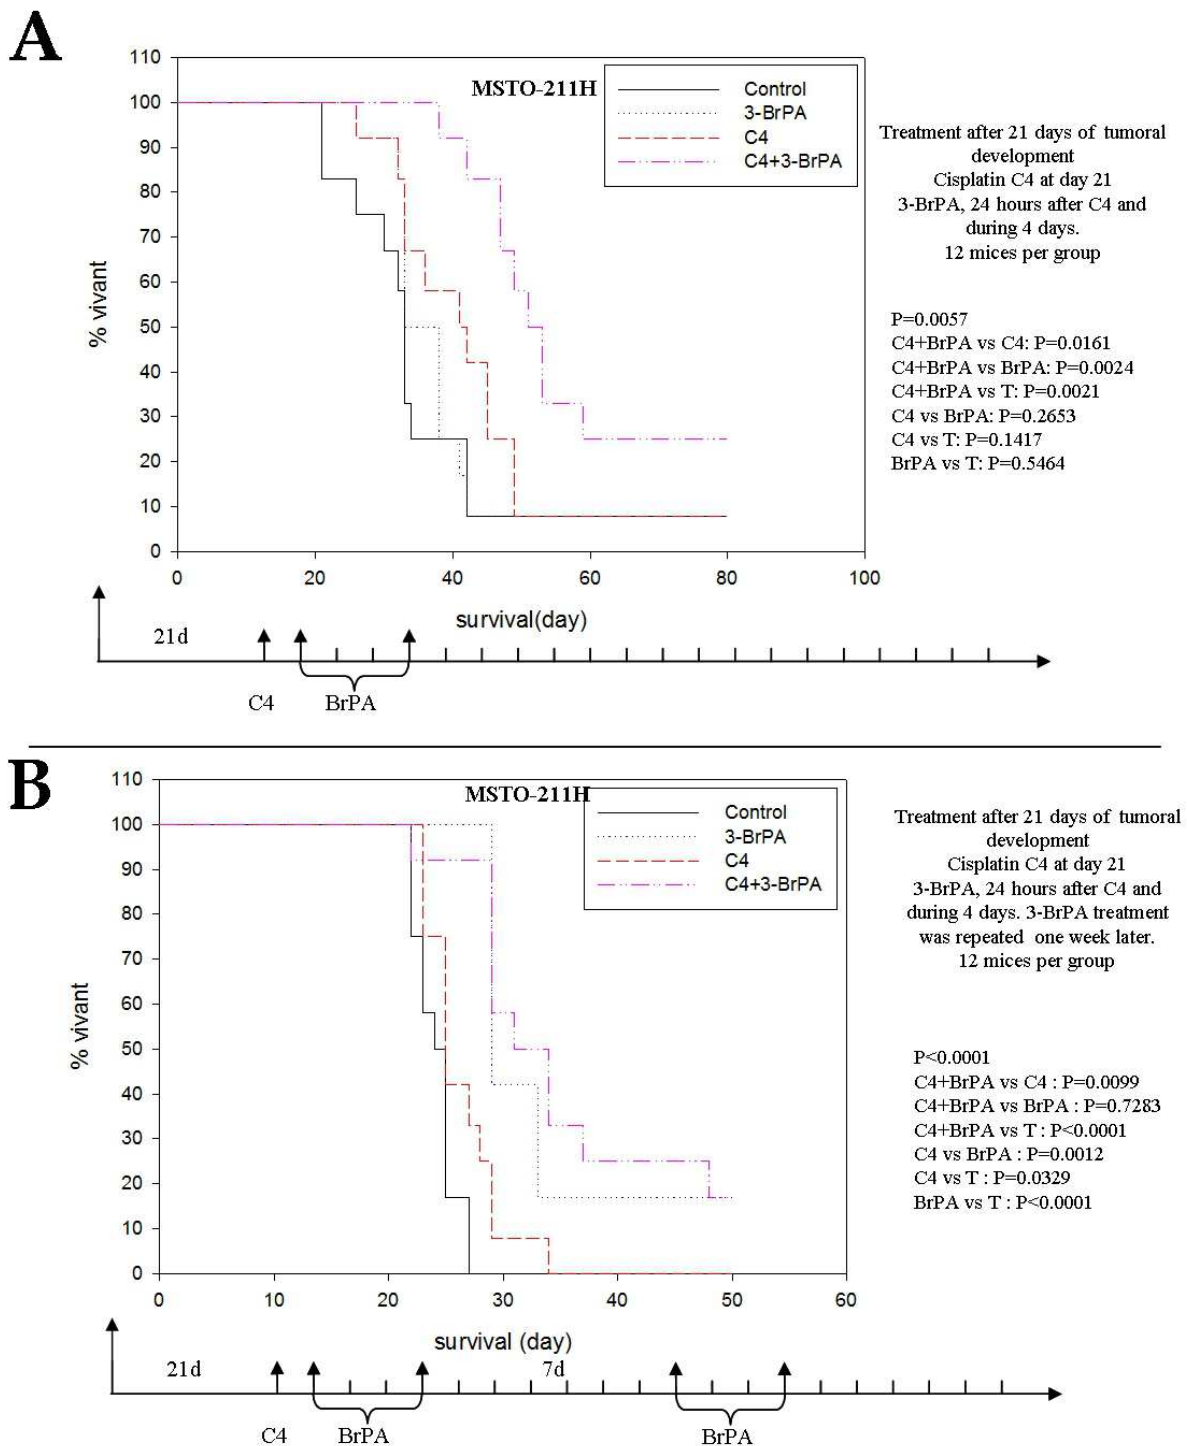 A
110
100
90
80
70
60
50
40
30
20
10
0
% vivant
MSTO-211H
Control
3-BrPA
C4
C4+3-BrPA
0 20 40 60 80 100
survival(day)
Treatment after 21 days of tumoral
development
Cisplatin C4 at day 21
3-BrPA, 24 hours after C4 and
during 4 days.
12 mices per group
P=0.0057
C4+BrPA vs C4: P=0.0161
C4+BrPA vs BrPA: P=0.0024
C4+BrPA vs T: P=0.0021
C4 vs BrPA: P=0.2653
C4 vs T: P=0.1417
BrPA vs T: P=0.5464
21d
C4 BrPA
B
110
100
90
80
70
60
50
40
30
20
10
0
% vivant
MSTO-211H
Control
3-BrPA
C4
C4+3-BrPA
0 10 20 30 40 50 60
survival (day)
Treatment after 21 days of tumoral
development
Cisplatin C4 at day 21
3-BrPA, 24 hours after C4 and
during 4 days. 3-BrPA treatment
was repeated one week later.
12 mices per group
P<0.0001
C4+BrPA vs C4 : P=0.0099
C4+BrPA vs BrPA : P=0.7283
C4+BrPA vs T : P<0.0001
C4 vs BrPA : P=0.0012
C4 vs T : P=0.0329
BrPA vs T : P<0.0001
21d 7d
C4 BrPA BrPA